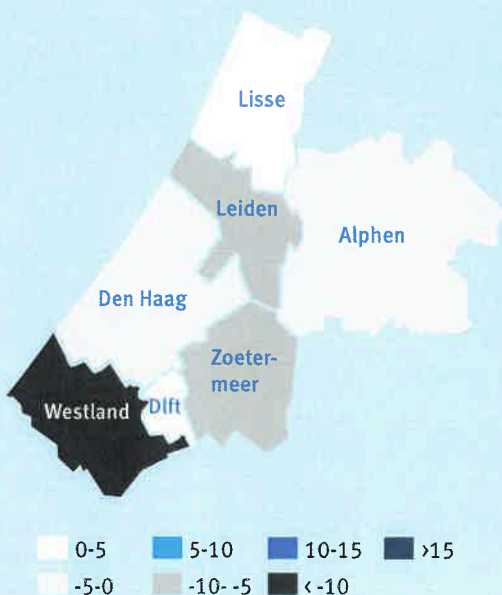 Lisse
Leiden
Alphen
Den Haag
Zoeter-
meer
Westland
Dlft
0-5
5-10
10-15
>15
-5-0
-10- -5
< -10